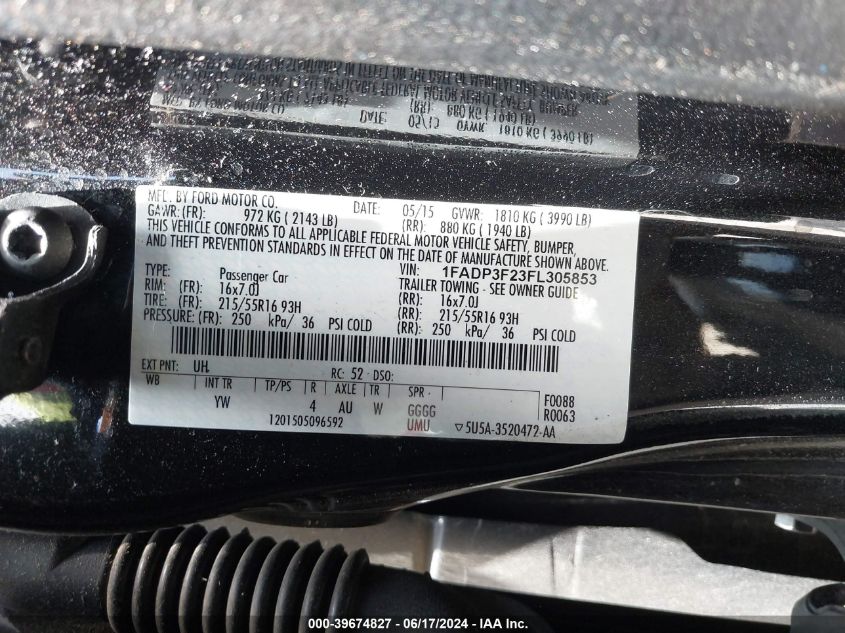 MFL. BY FORD MOTOR CO.
DATE: 05/15 GVWR: 1810 KG ( 3990 LB)
GAWR: (FR): 972 KG ( 2143 LB) (RR): 880 KG ( 1940 LB)
THIS VEHICLE CONFORMS TO ALL APPLICABLE FEDERAL MOTOR VEHICLE SAFETY, BUMPER,
AND THEFT PREVENTION STANDARDS IN EFFECT ON THE DATE OF MANUFACTURE SHOWN ABOVE.
VIN: 1FADP3F23FL305853
TYPE: Passenger Car TRAILER TOWING - SEE OWNER GUIDE
RIM: (FR): 16x7.0J (RR): 16x7.0J
TIRE: (FR): 215/55R16 93H (RR): 215/55R16 93H
PRESSURE: (FR): 250 kPa/ 36 PSI COLD (RR): 250 kPa/ 36 PSI COLD
EXT PNT: UH. RC: 52 DSO:
WB INT TR TP/PS R AXLE TR SPR F0088
YW 4 AU W GGGG R0063
1201505096592 UMU 5U5A-3520472-AA
000-39674827 - 06/17/2024 - IAA Inc.